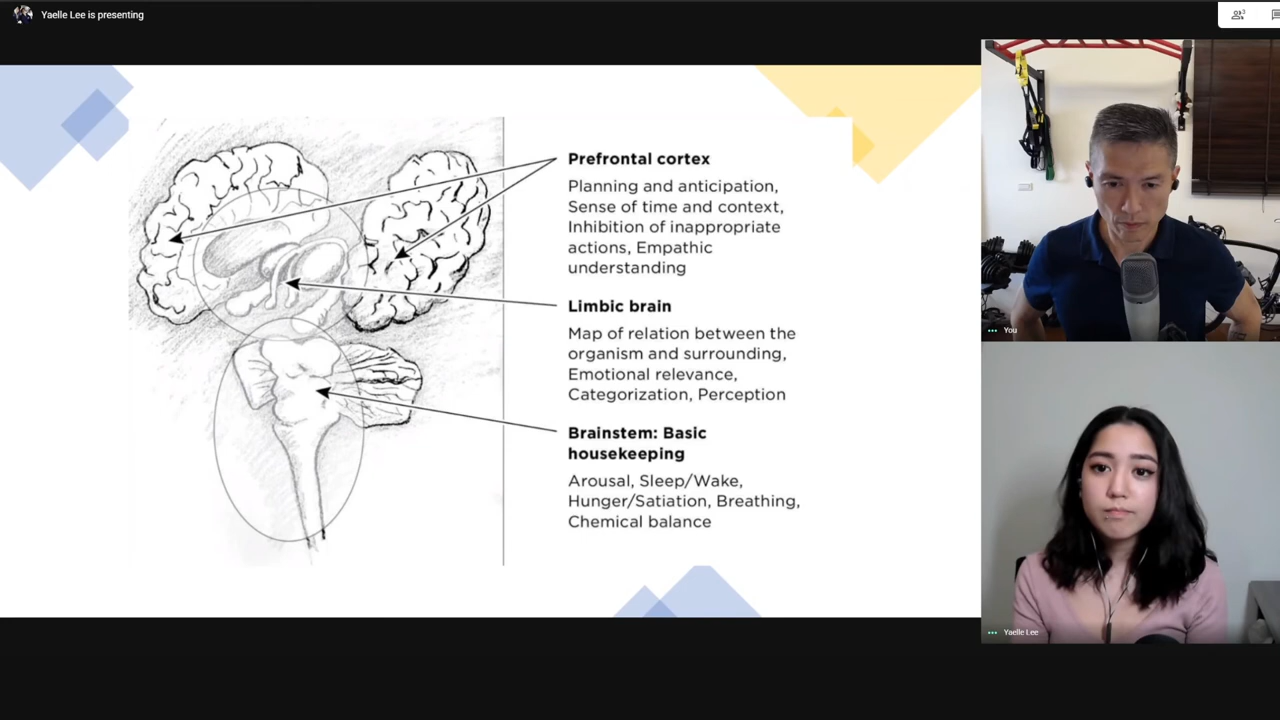 Yaelle Lee is presenting
3
Prefrontal cortex
Planning and anticipation,
Sense of time and context,
Inhibition of inappropriate
actions, Empathic
understanding
Limbic brain
Map of relation between the
organism and surrounding,
Emotional relevance,
Categorization, Perception
Brainstem: Basic
housekeeping
Arousal, Sleep/Wake,
Hunger/Satiation, Breathing,
Chemical balance
You
Yaelle Lee